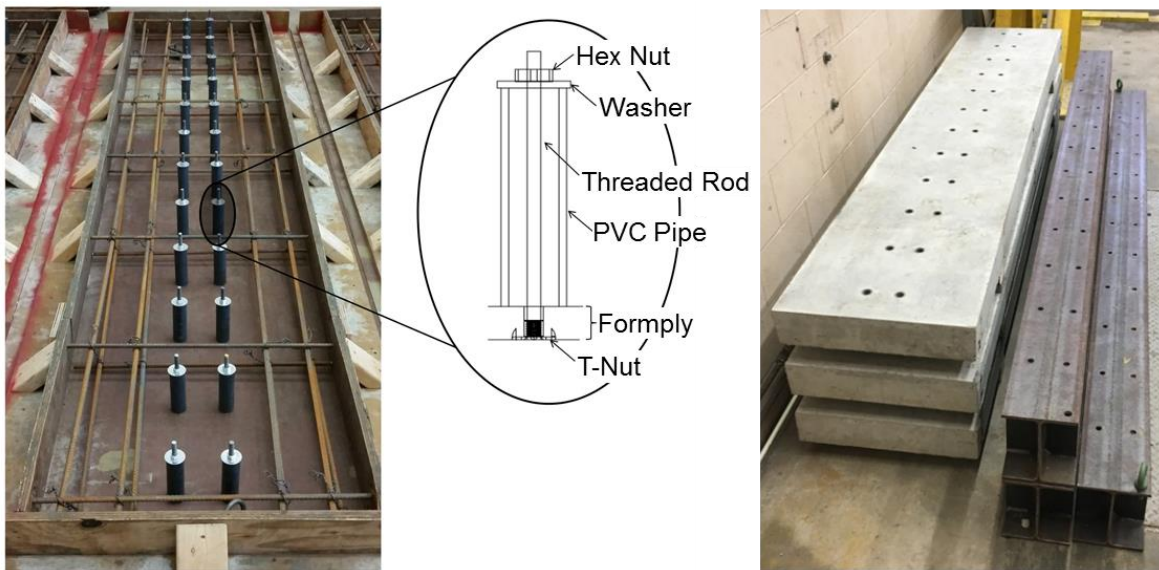 Hex Nut
Washer
Threaded Rod
PVC Pipe
Formply
T-Nut